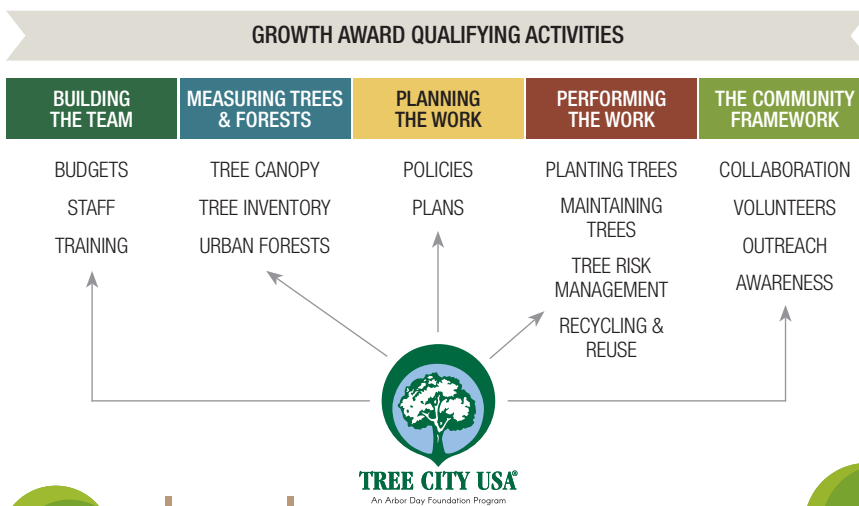 GROWTH AWARD QUALIFYING ACTIVITIES
BUILDING
THE TEAM
BUDGETS
STAFF
TRAINING
MEASURING TREES
& FORESTS
TREE CANOPY
TREE INVENTORY
URBAN FORESTS
PLANNING
THE WORK
POLICIES
PLANS
PERFORMING
THE WORK
PLANTING TREES
MAINTAINING
TREES
TREE RISK
MANAGEMENT
RECYCLING &
REUSE
THE COMMUNITY
FRAMEWORK
COLLABORATION
VOLUNTEERS
OUTREACH
AWARENESS
TREE CITY USA®
An Arbor Day Foundation Program